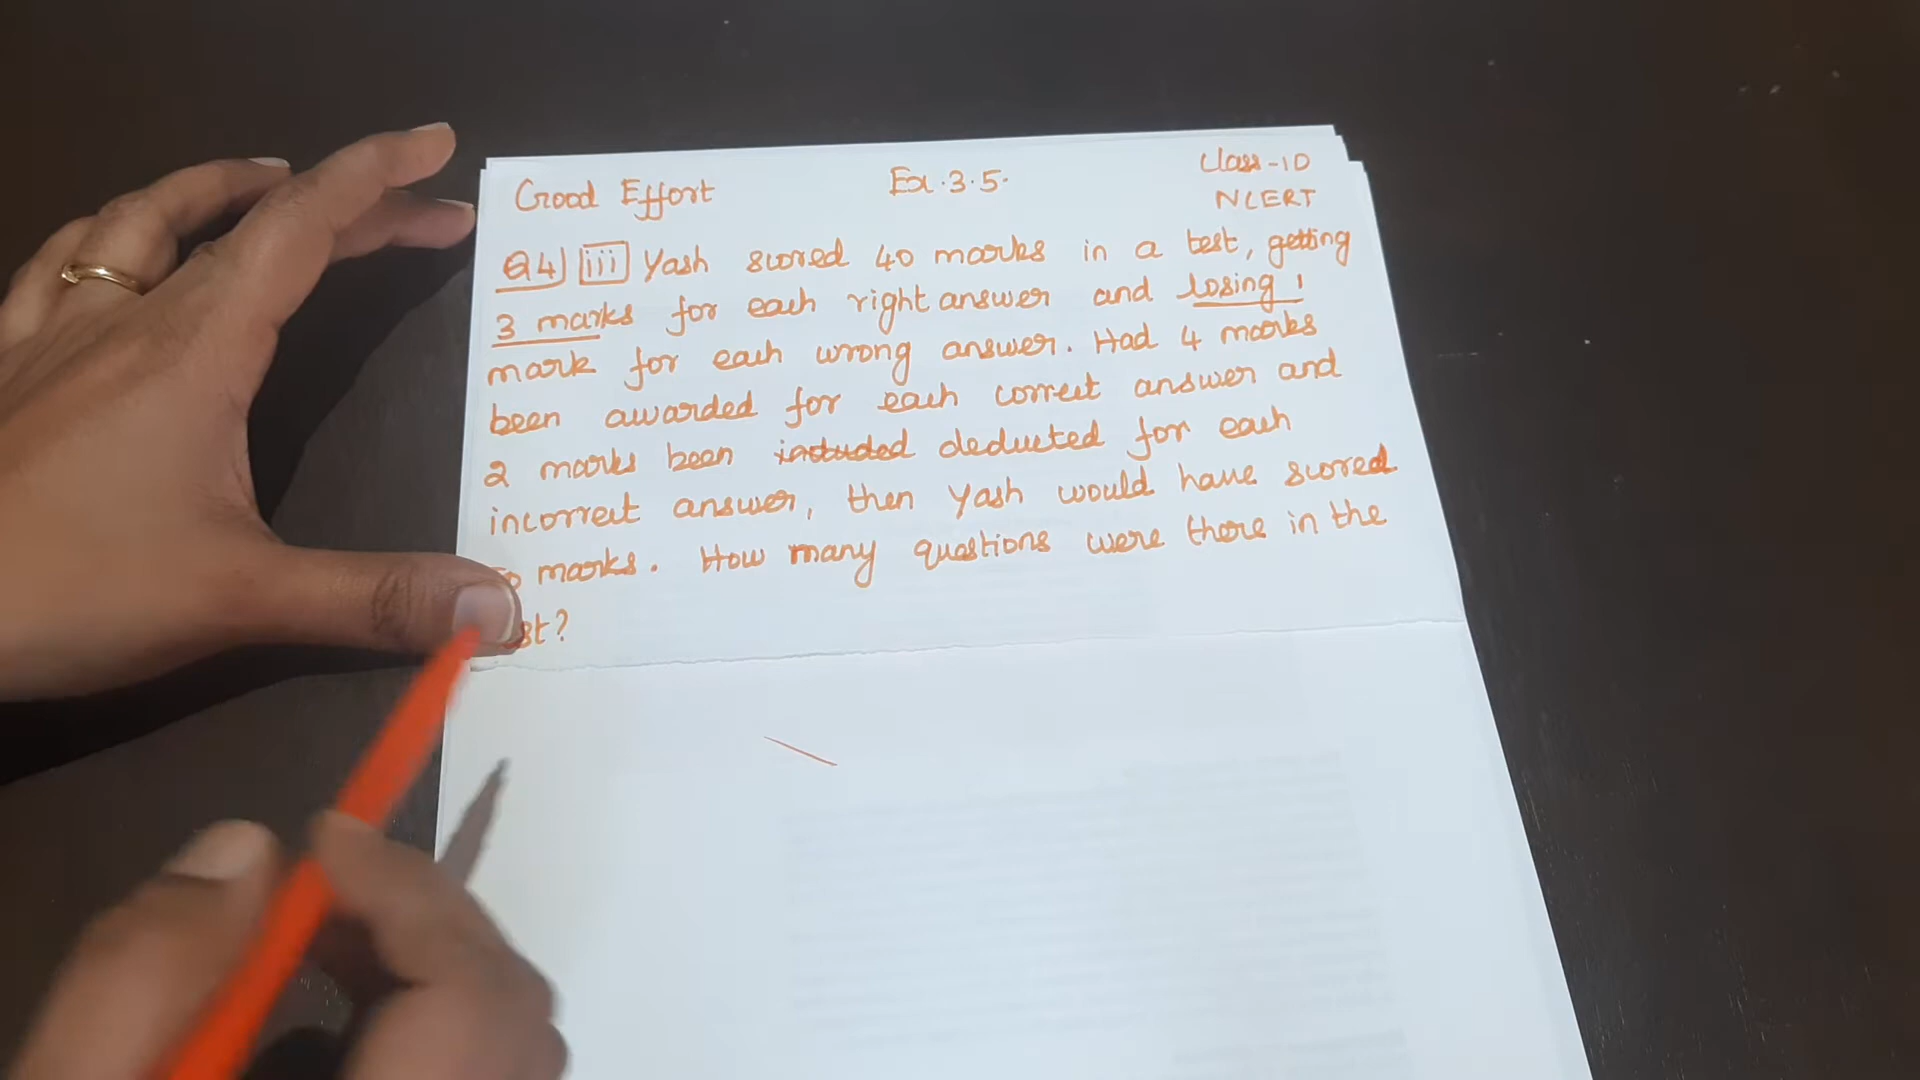 Good Effort Ex.3.5. Class-10
NCERT
Q4) iii Yash scored 40 marks in a test, getting
3 marks for each right answer and losing 1
mark for each wrong answer. Had 4 marks
been awarded for each correct answer and
2 marks been included deducted for each
incorrect answer, then Yash would have scored
marks. How many questions were there in the
st?